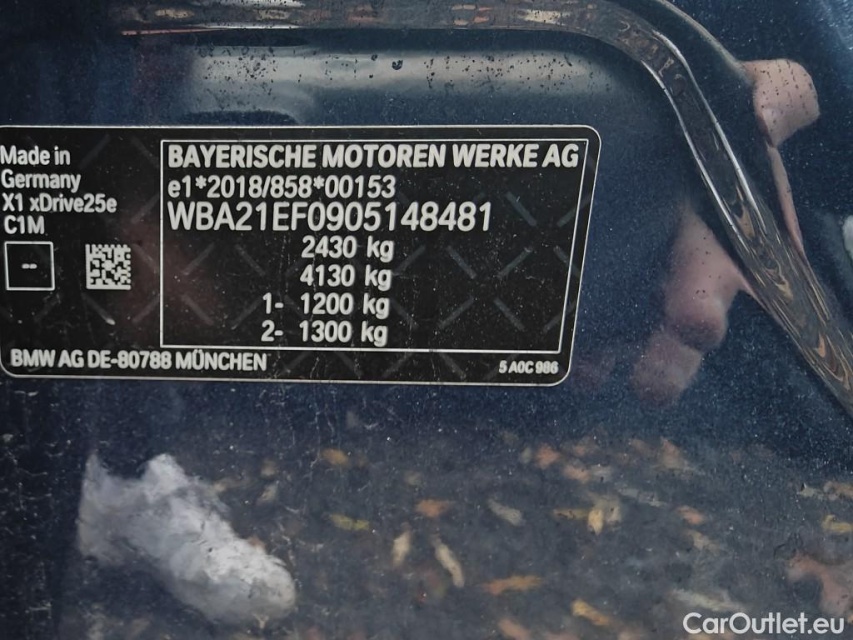 Made in
Germany
X1 xDrive25e
C1M
--
BAYERISCHE MOTOREN WERKE AG
e1*2018/858*00153
WBA21EF0905148481
2430 kg
4130 kg
1- 1200 kg
2- 1300 kg
BMW AG DE-80788 MÜNCHEN
5 A0C 986
CarOutlet.eu